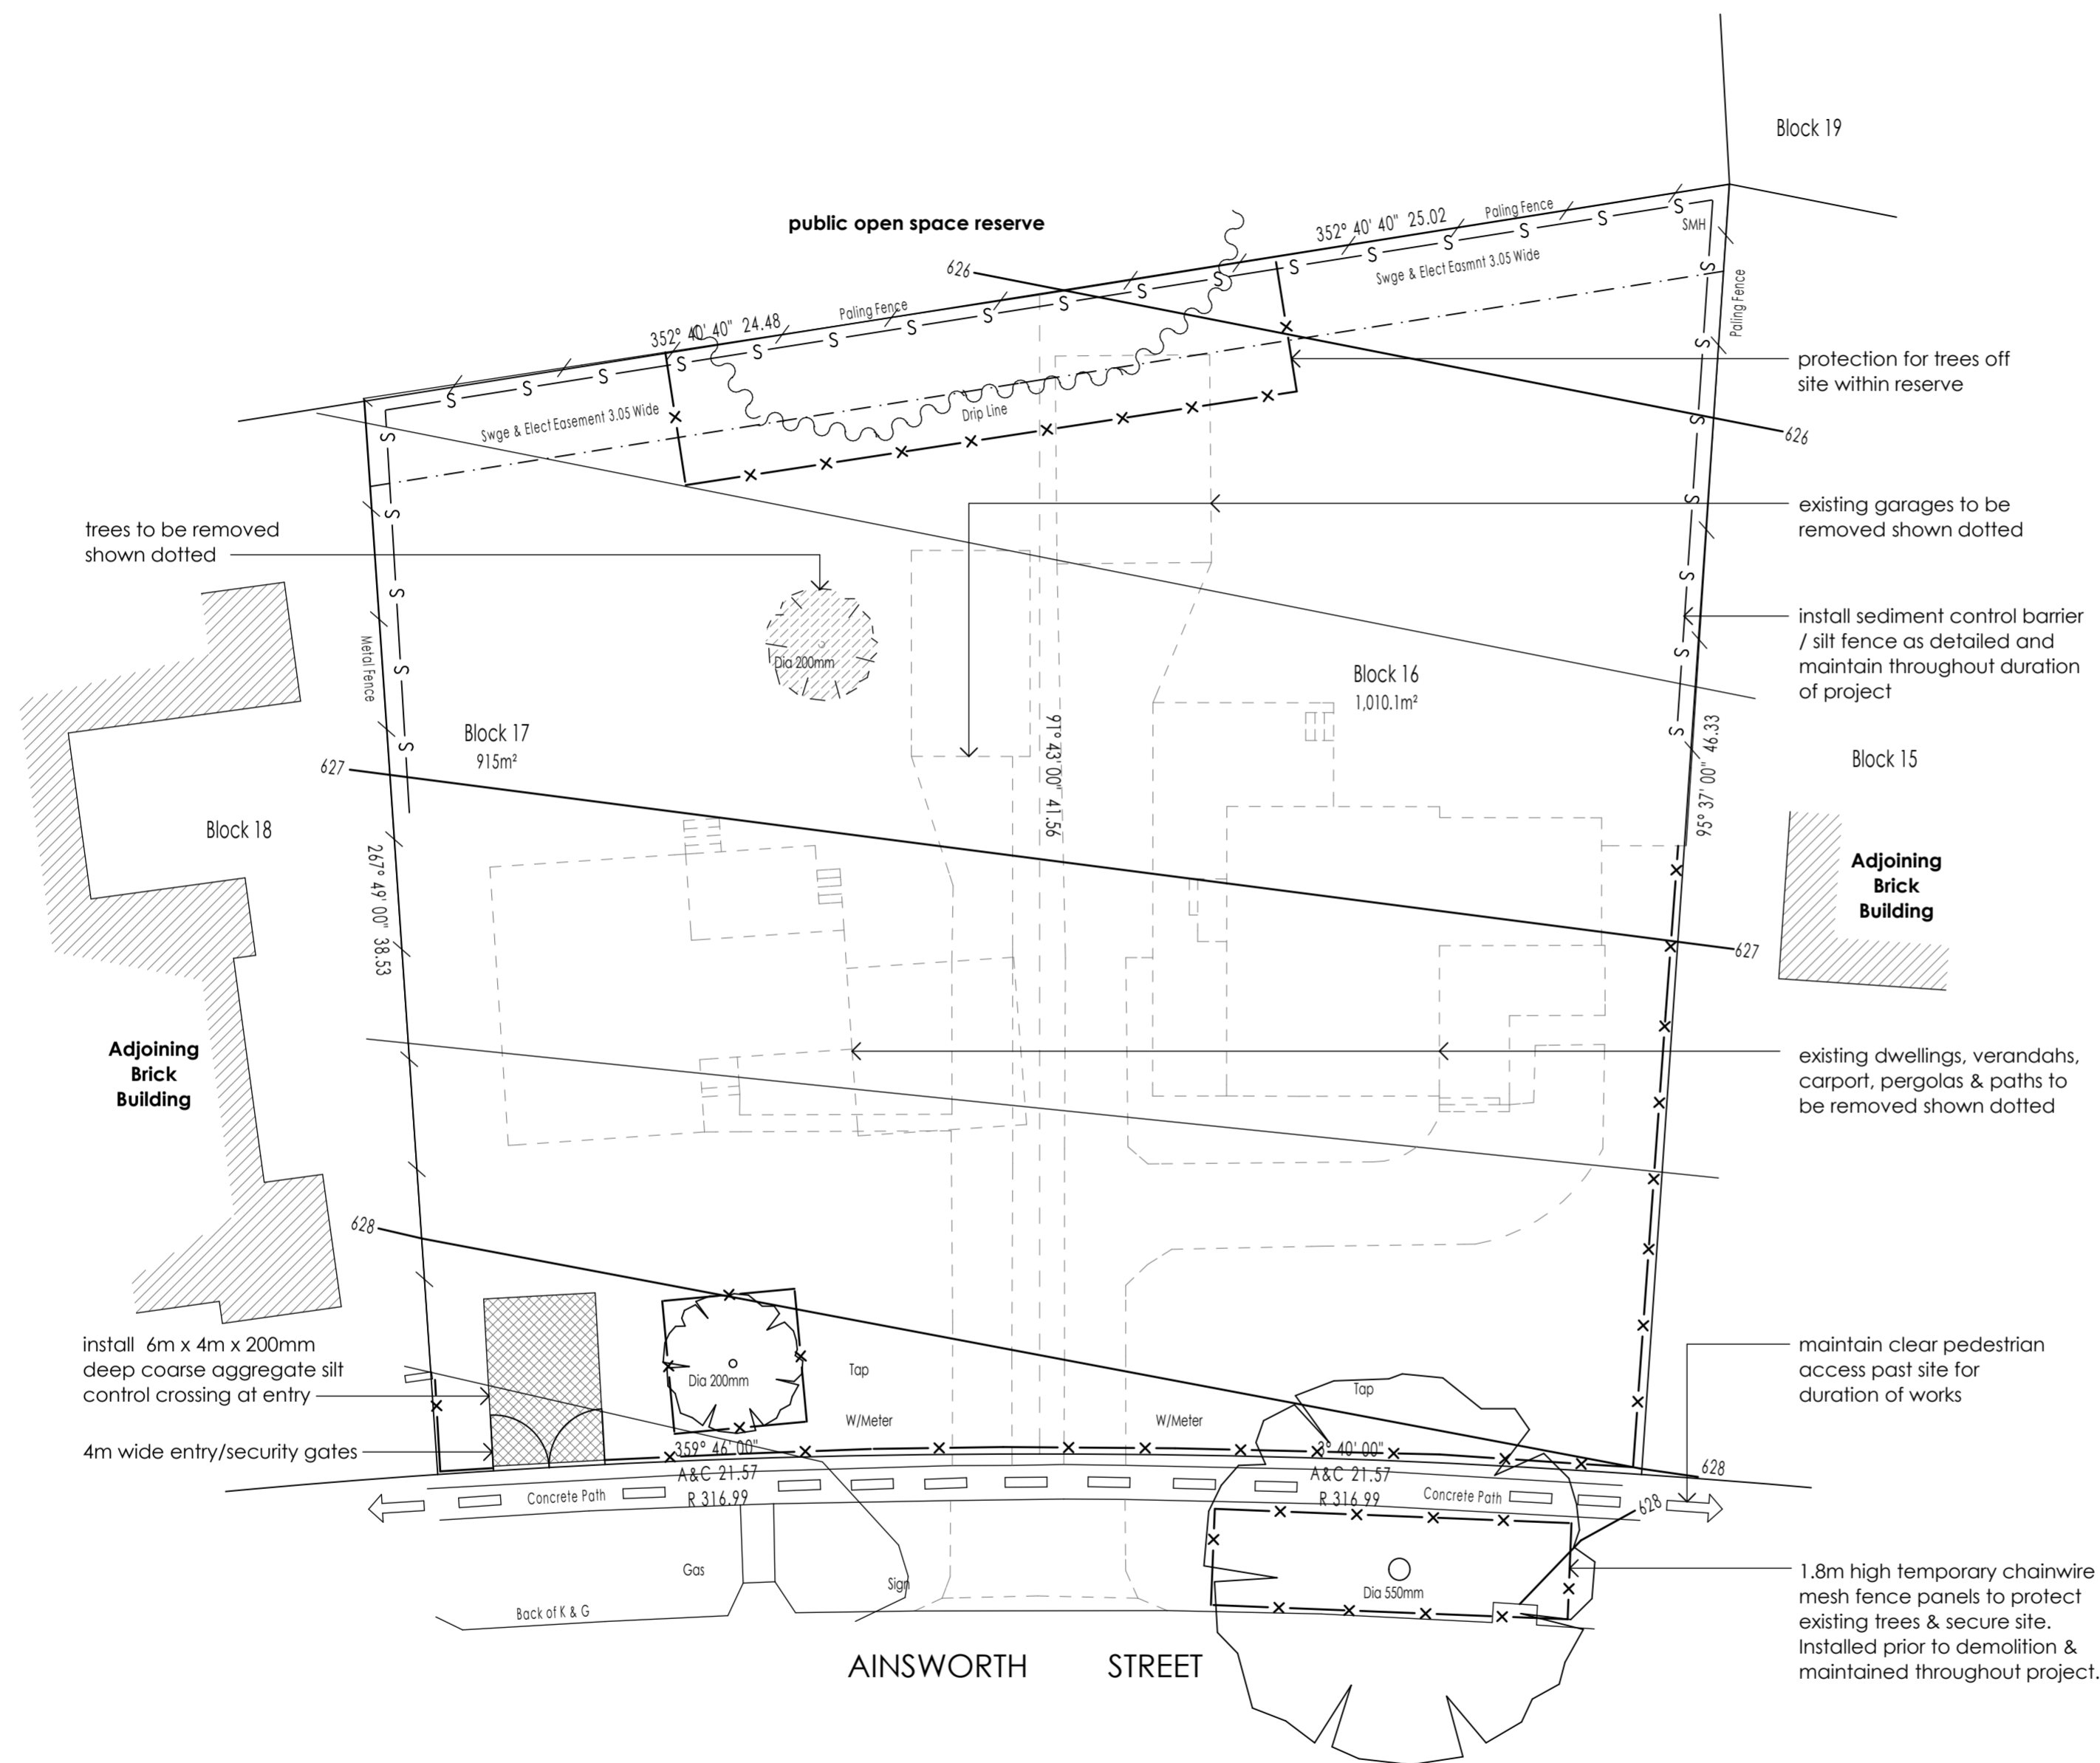 Block 19
public open space reserve
352° 40' 40" 25.02
Paling Fence
S
SMH
626
Swge & Elect Easmnt 3.05 Wide
Paling Fence
352° 40' 40" 24.48
Paling Fence
protection for trees off
site within reserve
Swge & Elect Easement 3.05 Wide
Drip Line
626
existing garages to be
removed shown dotted
trees to be removed
shown dotted
install sediment control barrier
/ silt fence as detailed and
maintain throughout duration
of project
Metal Fence
Dia 200mm
Block 16
1,010.1m²
Block 17
915m²
91° 43' 00" 41.56
95° 37' 00" 46.33
Block 15
627
Block 18
267° 49' 00" 38.53
Adjoining
Brick
Building
627
Adjoining
Brick
Building
existing dwellings, verandahs,
carport, pergolas & paths to
be removed shown dotted
628
install 6m x 4m x 200mm
deep coarse aggregate silt
control crossing at entry
Dia 200mm
Tap
Tap
maintain clear pedestrian
access past site for
duration of works
W/Meter
W/Meter
4m wide entry/security gates
359° 46' 00"
3° 40' 00"
A&C 21.57
A&C 21.57
628
Concrete Path
R 316.99
R 316.99
Concrete Path
628
Gas
Sign
Dia 550mm
Back of K & G
1.8m high temporary chainwire
mesh fence panels to protect
existing trees & secure site.
Installed prior to demolition &
maintained throughout project.
AINSWORTH STREET